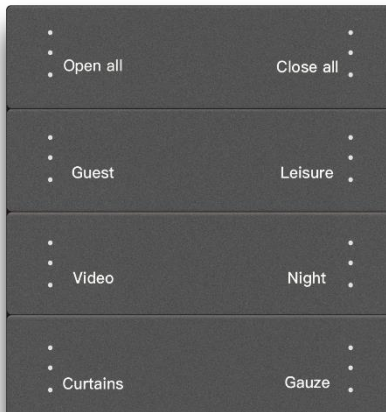 Open all Close all
Guest Leisure
Video Night
Curtains Gauze